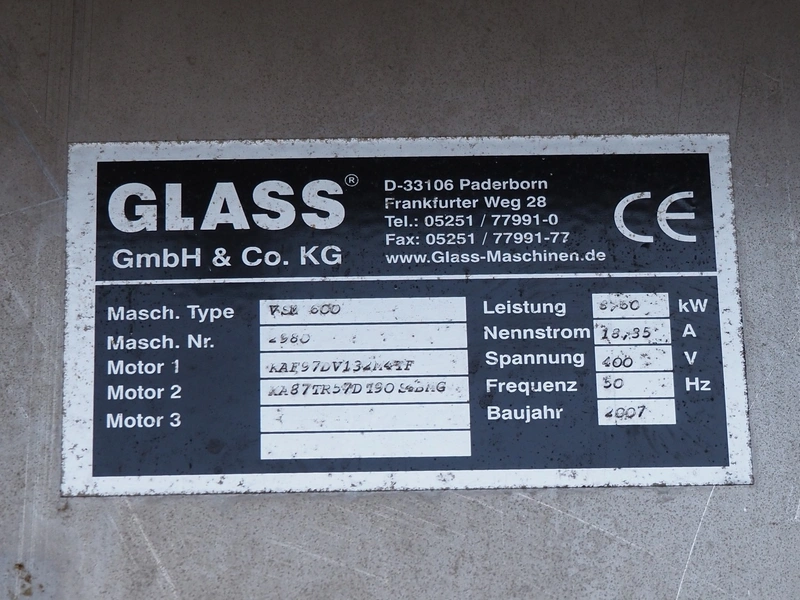 GLASS®
GmbH & Co. KG
D-33106 Paderborn
Frankfurter Weg 28
Tel.: 05251 / 77991-0
Fax: 05251 / 77991-77
www.Glass-Maschinen.de
CE
Masch. Type 600
Masch. Nr. 2980
Motor 1
Motor 2
Motor 3
Leistung kW
Nennstrom 18,35 A
Spannung 400 V
Frequenz 50 Hz
Baujahr 2007